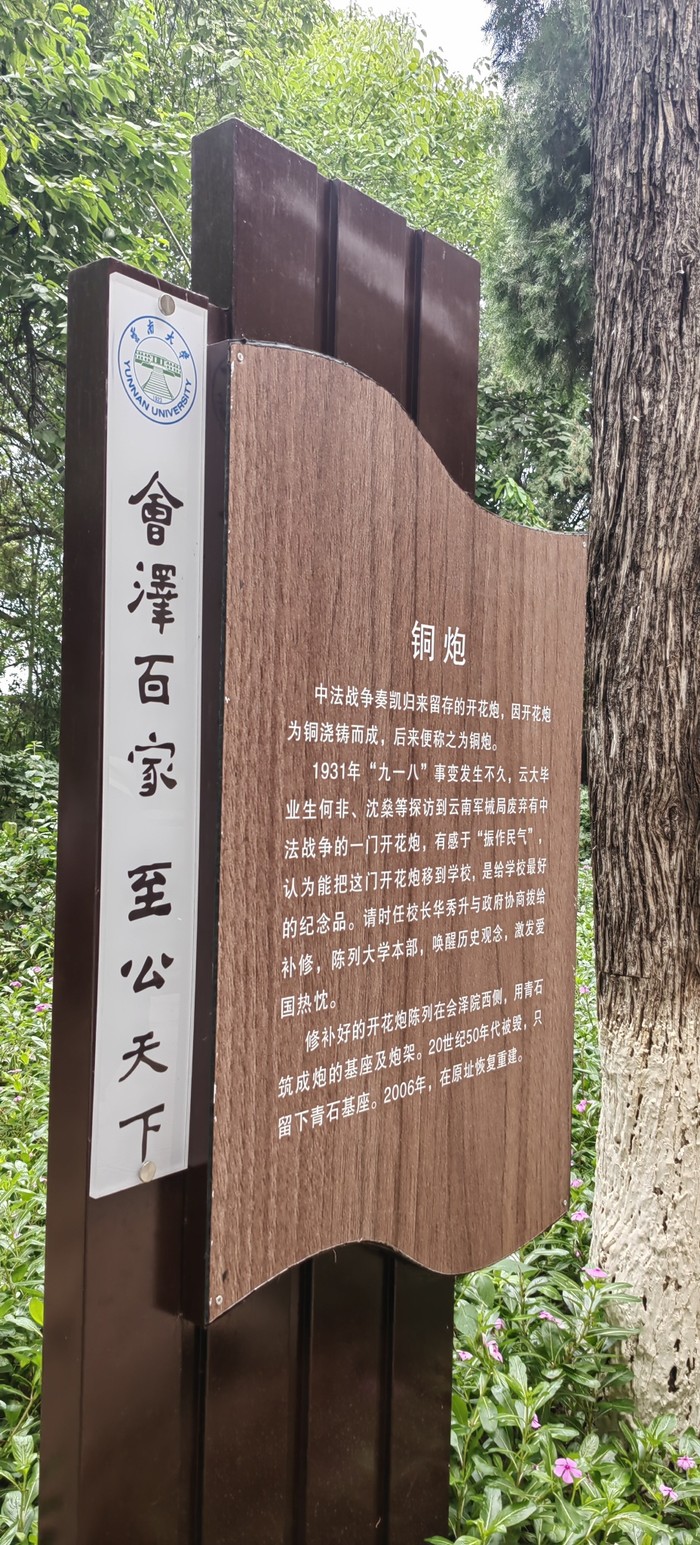 雲南大學
YUNNAN UNIVERSITY
會澤百家 至公天下
铜炮
中法战争奏凯归来留存的开花炮，因开花炮
为铜浇铸而成，后来便称之为铜炮。
1931年“九一八”事变发生不久，云大毕
业生何非、沈燊等探访到云南军械局废弃有中
法战争的一门开花炮，有感于“振作民气”，
认为能把这门开花炮移到学校，是给学校最好
的纪念品。请时任校长华秀升与政府协商拨给
补修，陈列大学本部，唤醒历史观念，激发爱
国热忱。
修补好的开花炮陈列在会泽院西侧，用青石
筑成炮的基座及炮架。20世纪50年代被毁，只
留下青石基座。2006年，在原址恢复重建。